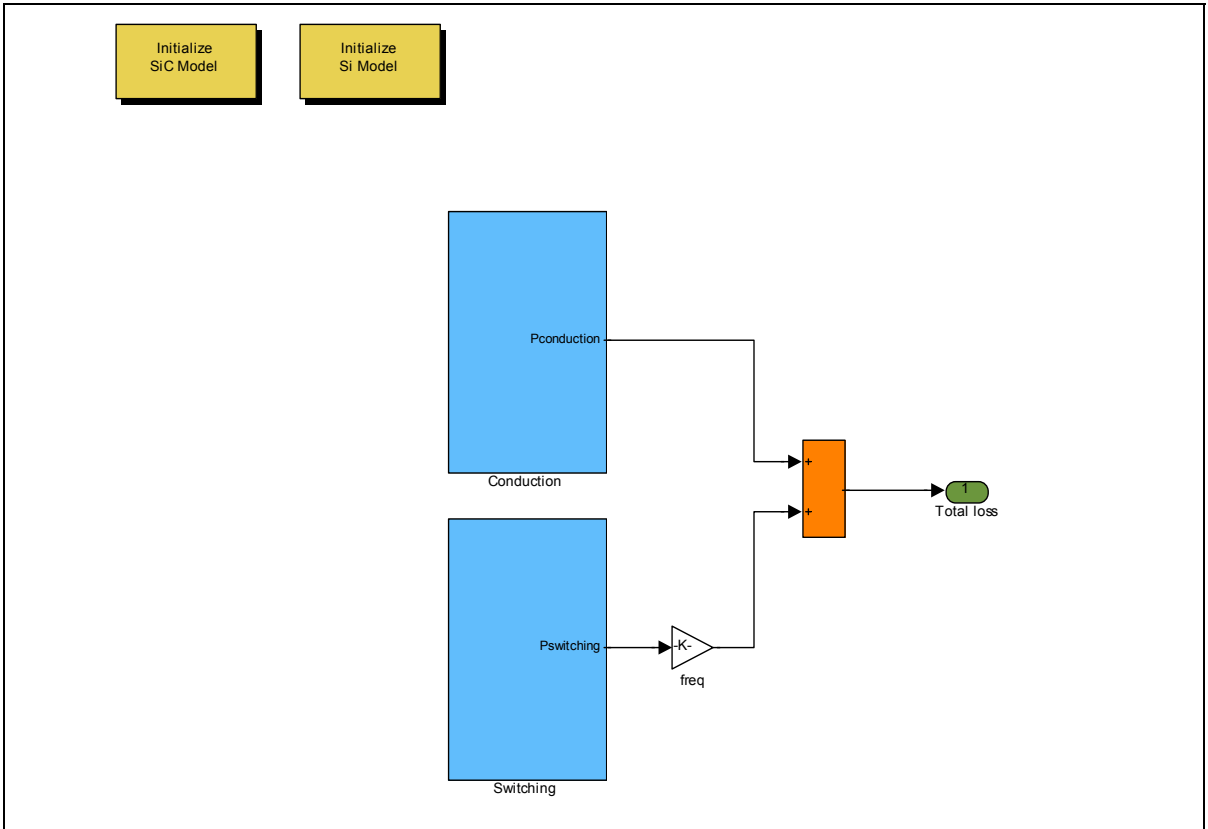 Initialize
SiC Model
Initialize
Si Model
Pconduction
Conduction
+
+
1
Total loss
Pswitching
-K-
freq
Switching